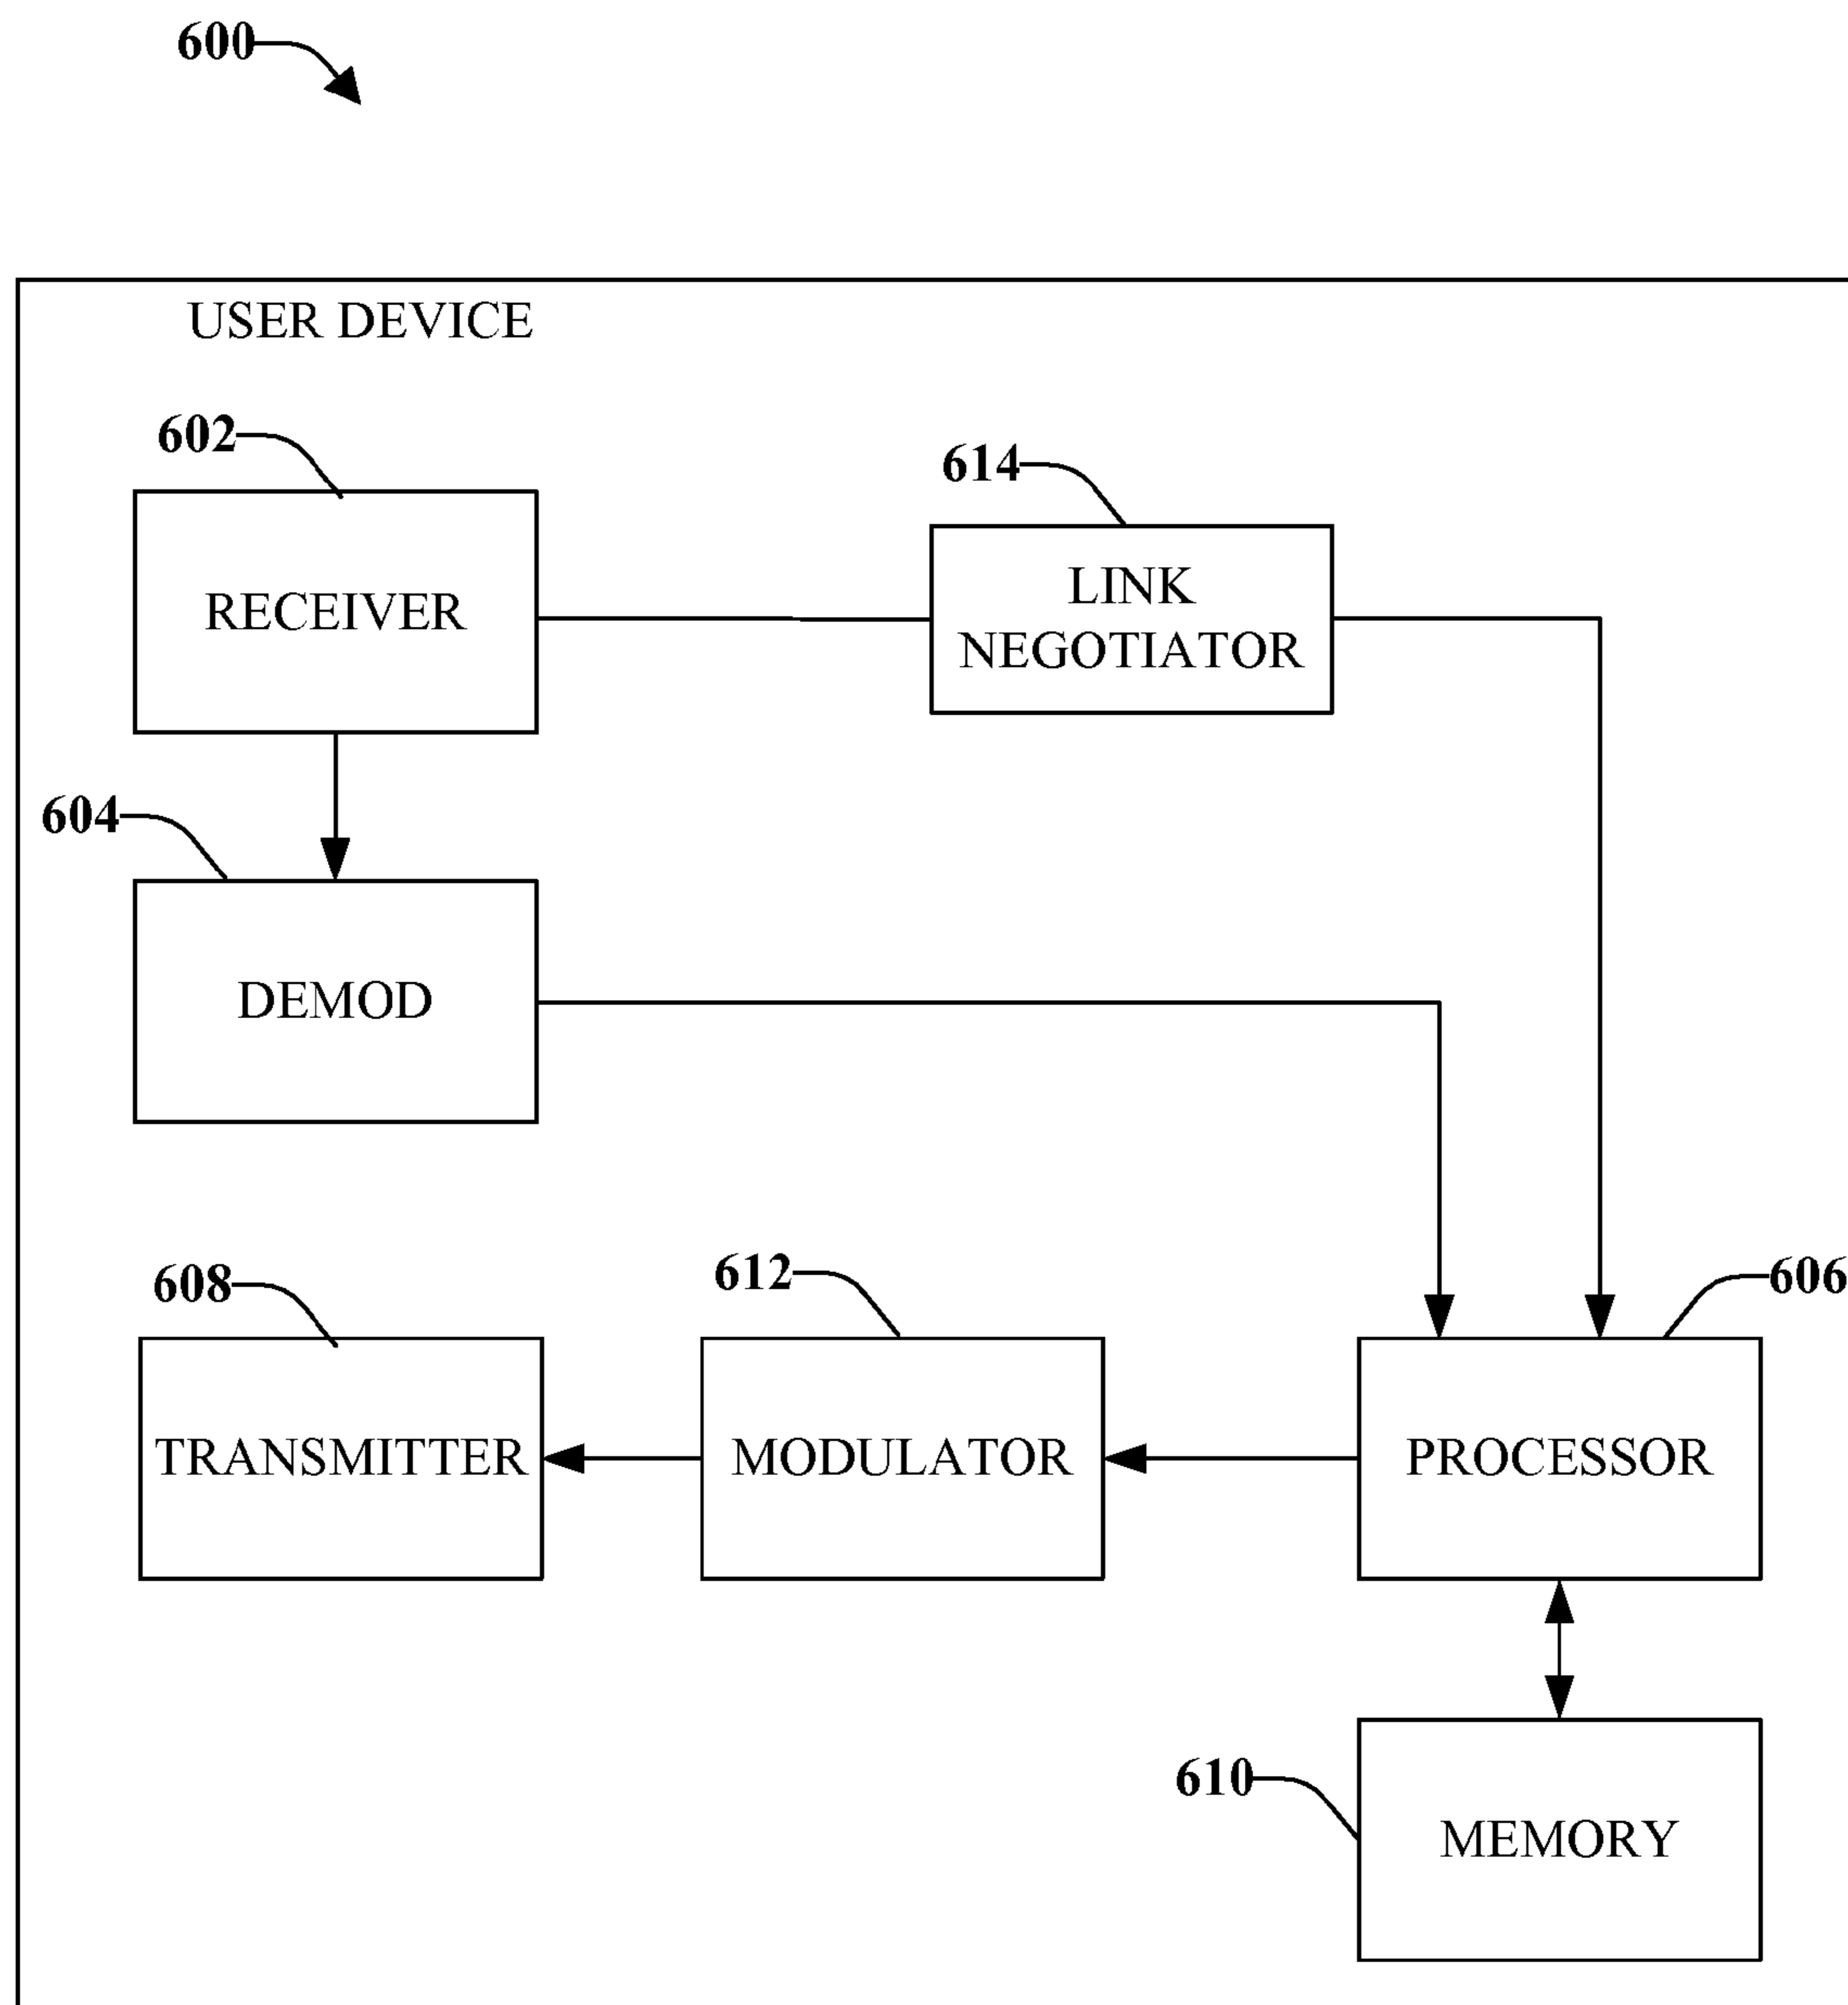 600
USER DEVICE
602
614
RECEIVER
LINK
NEGOTIATOR
604
DEMOD
608
612
606
TRANSMITTER
MODULATOR
PROCESSOR
610
MEMORY